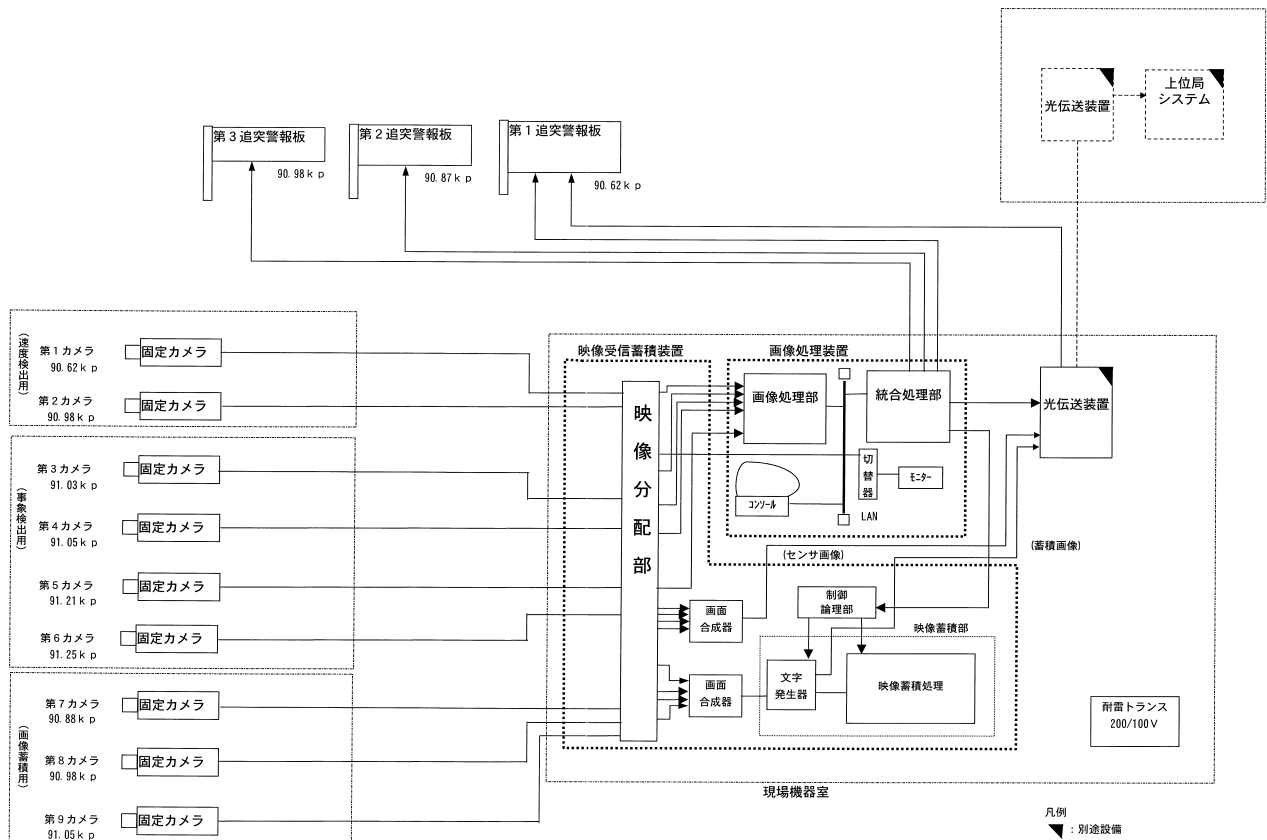 光伝送装置
上位局
システム
第3追突警報板
90.98kp
第2追突警報板
90.87kp
第1追突警報板
90.62kp
(速度検出用)
第1カメラ
90.62kp
固定カメラ
第2カメラ
90.98kp
固定カメラ
(事象検出用)
第3カメラ
91.03kp
固定カメラ
第4カメラ
91.05kp
固定カメラ
第5カメラ
91.21kp
固定カメラ
第6カメラ
91.25kp
固定カメラ
(画像蓄積用)
第7カメラ
90.88kp
固定カメラ
第8カメラ
90.98kp
固定カメラ
第9カメラ
91.05kp
固定カメラ
映像受信蓄積装置
映像分配部
画像処理装置
画像処理部
統合処理部
切替器
モニター
コンソール
LAN
光伝送装置
(センサ画像)
(蓄積画像)
画面
合成器
制御
論理部
映像蓄積部
画面
合成器
文字
発生器
映像蓄積処理
耐雷トランス
200/100V
現場機器室
凡例
:別途設備